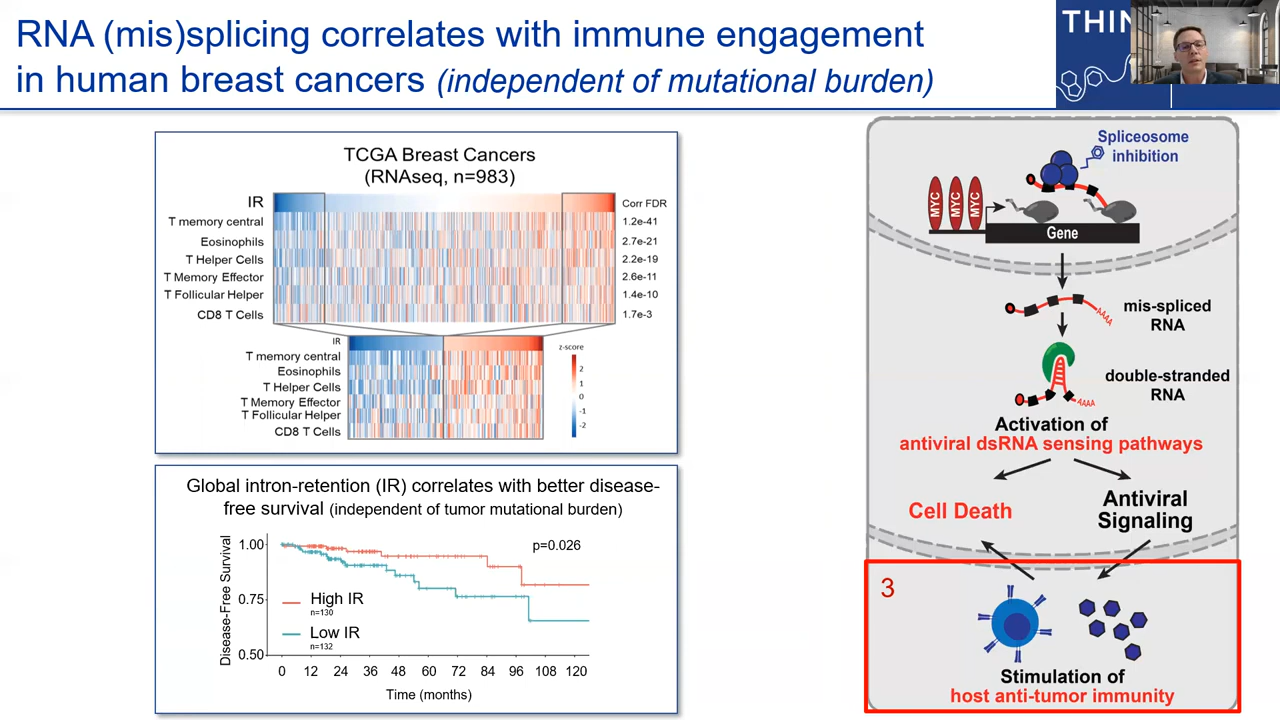 RNA (mis)splicing correlates with immune engagement
in human breast cancers (independent of mutational burden)
THIN
TCGA Breast Cancers
(RNAseq, n=983)
IR
Corr FDR
T memory central 1.2e-41
Eosinophils 2.7e-21
T Helper Cells 2.2e-19
T Memory Effector 2.6e-11
T Follicular Helper 1.4e-10
CD8 T Cells 1.7e-3
IR
T memory central
Eosinophils
T Helper Cells
T Memory Effector
T Follicular Helper
CD8 T Cells
z-score
2
1
0
-1
-2
Global intron-retention (IR) correlates with better disease-
free survival (independent of tumor mutational burden)
Disease-Free Survival
1.00
0.75
0.50
p=0.026
High IR
n=130
Low IR
n=132
0 12 24 36 48 60 72 84 96 108 120
Time (months)
Spliceosome
inhibition
MYC MYC MYC
Gene
mis-spliced
RNA
AAAA
double-stranded
RNA
AAAA
Activation of
antiviral dsRNA sensing pathways
Cell Death
Antiviral
Signaling
3
Stimulation of
host anti-tumor immunity